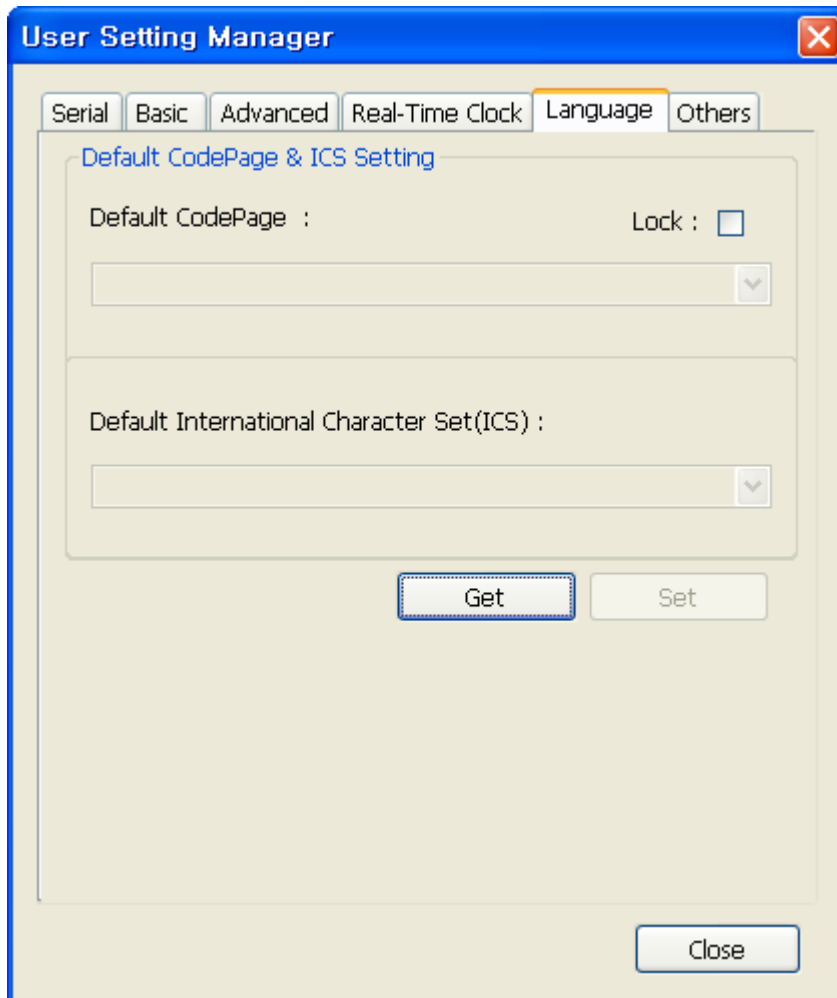 User Setting Manager
Serial Basic Advanced Real-Time Clock Language Others
Default CodePage & ICS Setting
Default CodePage : Lock :
Default International Character Set(ICS) :
Get Set
Close